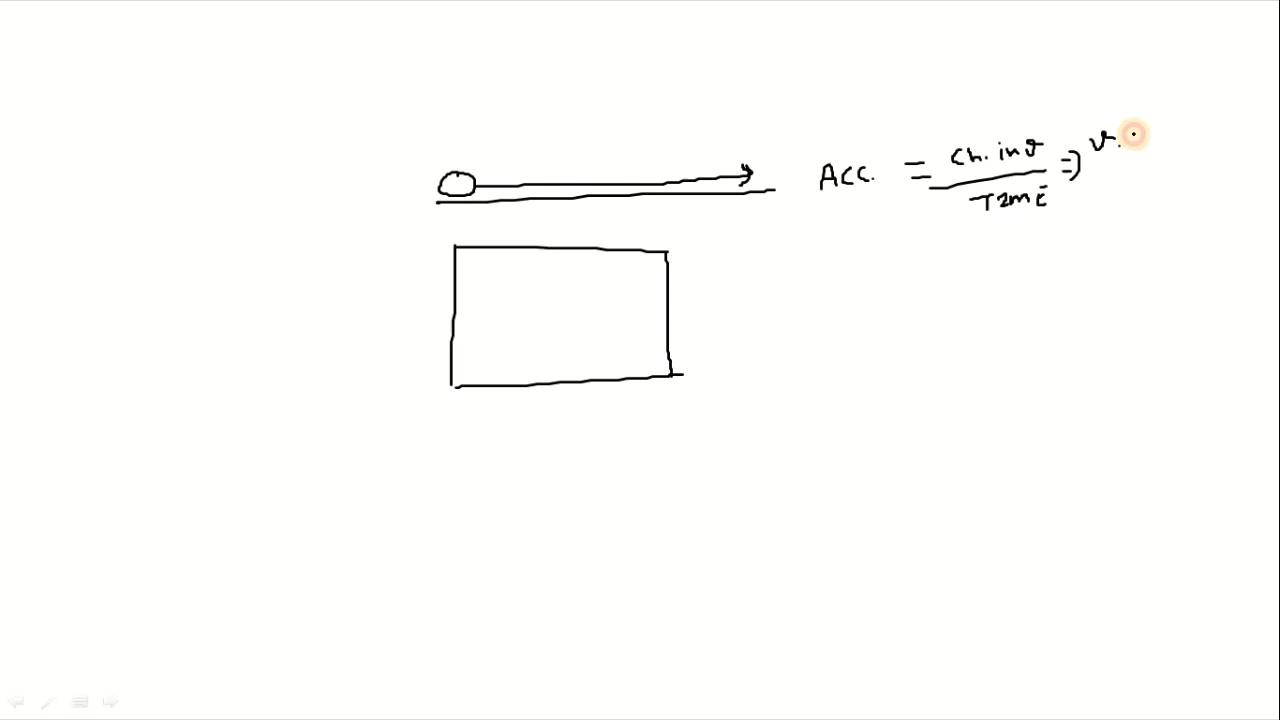 Acc. = Ch. in v / TIME ⇒ v.